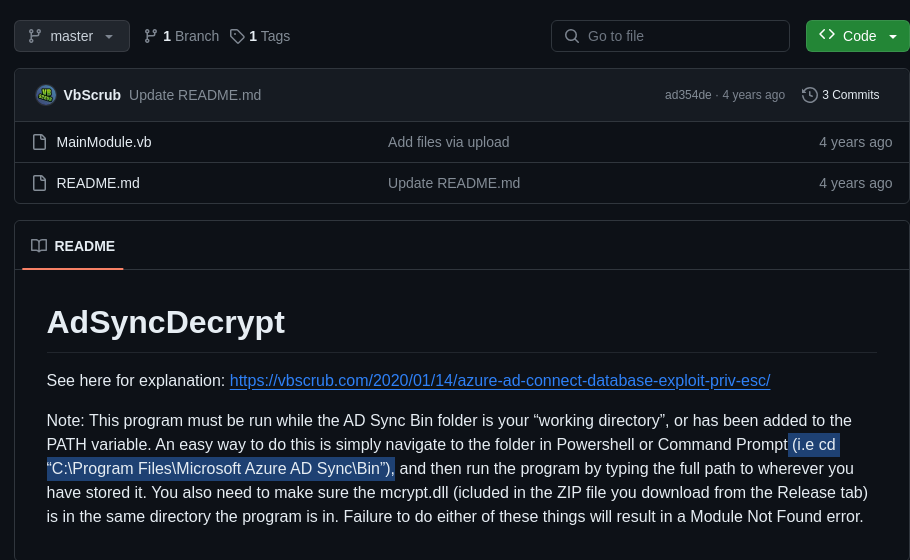 master
1 Branch
1 Tags
Go to file
Code
VbScrub Update README.md
ad354de · 4 years ago
3 Commits
MainModule.vb
Add files via upload
4 years ago
README.md
Update README.md
4 years ago
README
AdSyncDecrypt
See here for explanation: https://vbscrub.com/2020/01/14/azure-ad-connect-database-exploit-priv-esc/
Note: This program must be run while the AD Sync Bin folder is your “working directory”, or has been added to the
PATH variable. An easy way to do this is simply navigate to the folder in Powershell or Command Prompt (i.e cd
“C:\Program Files\Microsoft Azure AD Sync\Bin”), and then run the program by typing the full path to wherever you
have stored it. You also need to make sure the mcrypt.dll (icluded in the ZIP file you download from the Release tab)
is in the same directory the program is in. Failure to do either of these things will result in a Module Not Found error.